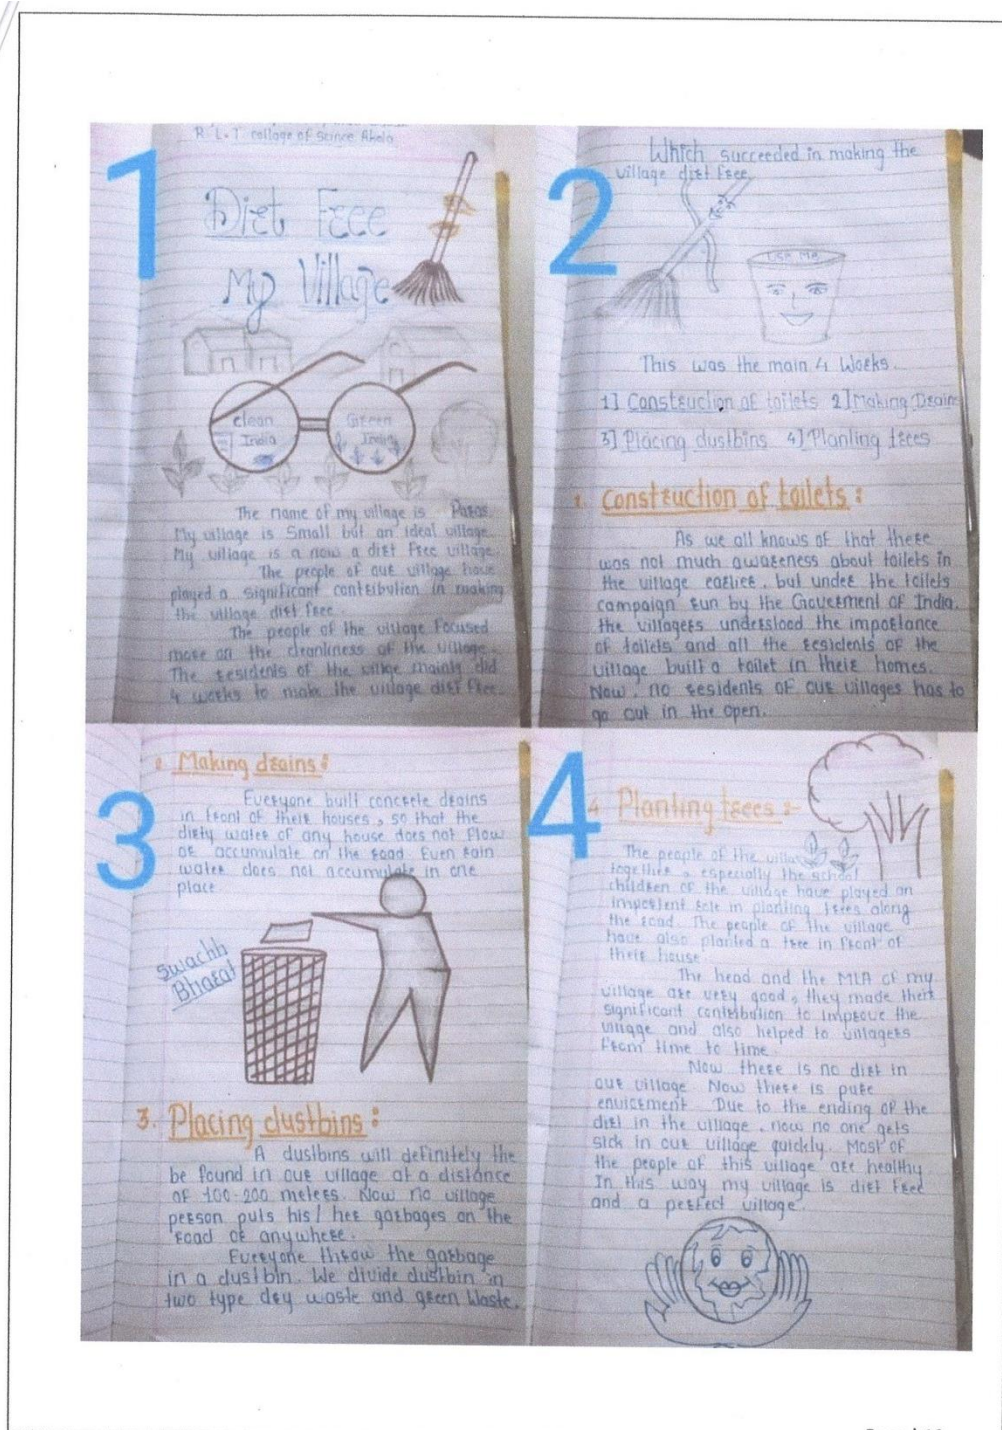 R. L. T college of Science Akola
1
Dirt Free
My Village
clean
India
Green
India
The name of my village is Paras.
My village is Small but an ideal village.
My village is a now a dirt free village.
The people of our village have
played a significant contribution in making
the village dirt free.
The people of the village focused
more on the cleanliness of the village.
The residents of the villge mainly did
4 works to make the village dirt free.
2
Which succeeded in making the
village dirt free.
use me
This was the main 4 Works.
1] Construction of toilets 2] Making Drains
3] Placing dustbins 4] Planting trees
1. Construction of toilets:
As we all knows of that there
was not much awareness about toilets in
the village earlier, but under the toilets
campaign run by the Goverment of India,
the villagers understood the importance
of toilets and all the residents of the
village built a toilet in their homes.
Now, no residents of our villages has to
go out in the open.
3
2. Making drains:
Everyone built concrete drains
in front of their houses, so that the
dirty water of any house does not flow
or accumulate on the road. Even rain
water does not accumulate in one
place.
Swachh
Bharat
3. Placing dustbins:
A dustbins will definitely the
be found in our village at a distance
of 100-200 meters. Now no village
person puts his/ her garbages on the
road or anywhere.
Everyone throw the garbage
in a dustbin. We divide dustbin in
two type dry waste and green Waste.
4
4. Planting trees :-
The people of the villa
together, especially the school
children of the village have played an
important role in planting trees along
the road. The people of the village
have also planted a tree in front of
their house
The head and the MLA of my
village are very good, they made their
significant contribution to improve the
village and also helped to villagers
from time to time.
Now there is no dirt in
our village. Now there is pure
envirement. Due to the ending of the
dirt in the village, now no one gets
sick in our village quickly. Most of
the people of this village are healthy
In this way my village is dirt free
and a perfect village.